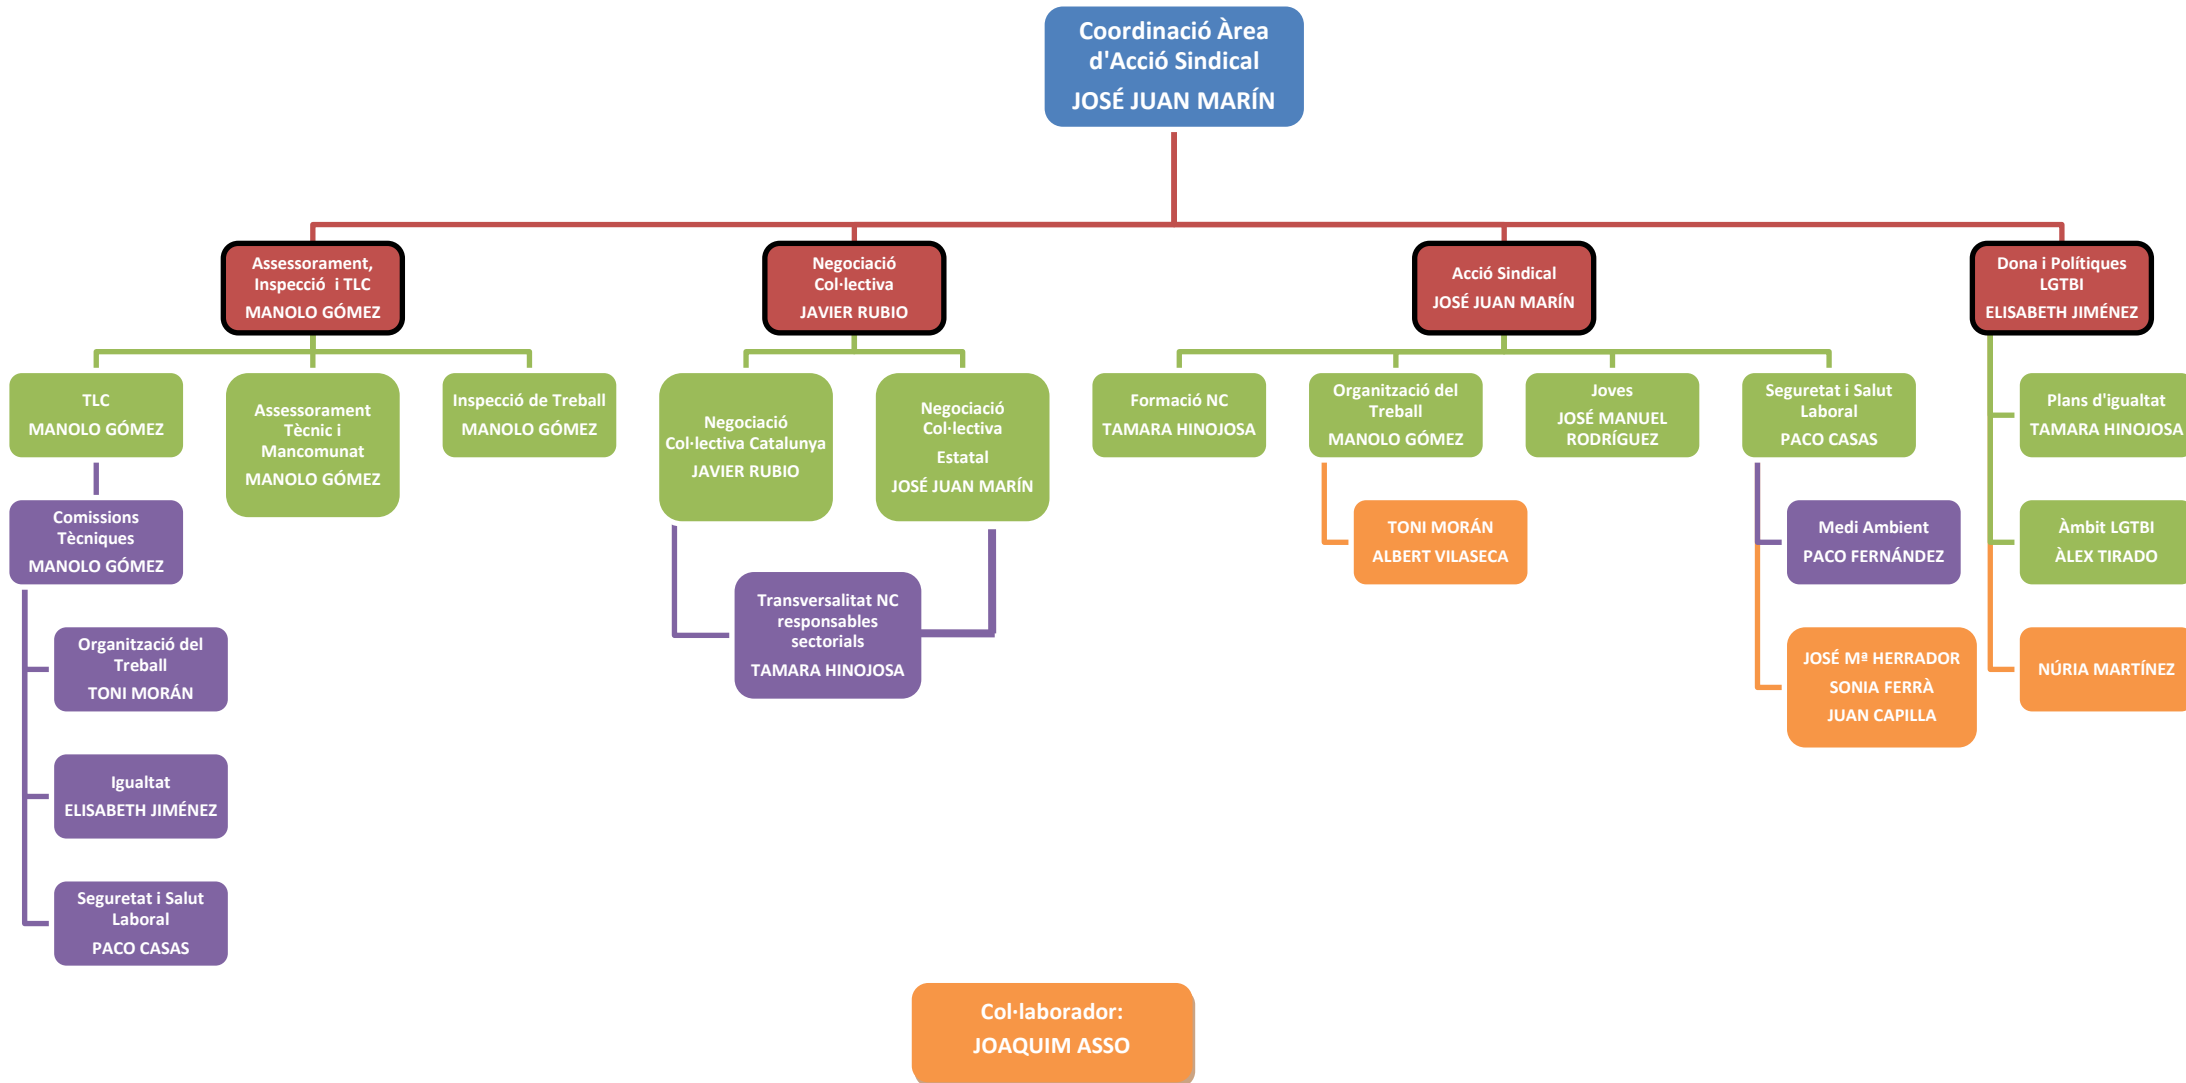 Coordinació Àrea
d'Acció Sindical
JOSÉ JUAN MARÍN
Assessorament,
Inspecció i TLC
MANOLO GÓMEZ
Negociació
Col·lectiva
JAVIER RUBIO
Acció Sindical
JOSÉ JUAN MARÍN
Dona i Polítiques
LGTBI
ELISABETH JIMÉNEZ
TLC
MANOLO GÓMEZ
Assessorament
Tècnic i
Mancomunat
MANOLO GÓMEZ
Inspecció de Treball
MANOLO GÓMEZ
Negociació
Col·lectiva Catalunya
JAVIER RUBIO
Negociació
Col·lectiva
Estatal
JOSÉ JUAN MARÍN
Formació NC
TAMARA HINOJOSA
Organització del
Treball
MANOLO GÓMEZ
Joves
JOSÉ MANUEL
RODRÍGUEZ
Seguretat i Salut
Laboral
PACO CASAS
Plans d'igualtat
TAMARA HINOJOSA
Comissions
Tècniques
MANOLO GÓMEZ
TONI MORÁN
ALBERT VILASECA
Medi Ambient
PACO FERNÁNDEZ
Àmbit LGTBI
ÀLEX TIRADO
Transversalitat NC
responsables
sectorials
TAMARA HINOJOSA
Organització del
Treball
TONI MORÁN
JOSÉ Mª HERRADOR
SONIA FERRÀ
JUAN CAPILLA
NÚRIA MARTÍNEZ
Igualtat
ELISABETH JIMÉNEZ
Seguretat i Salut
Laboral
PACO CASAS
Col·laborador:
JOAQUIM ASSO